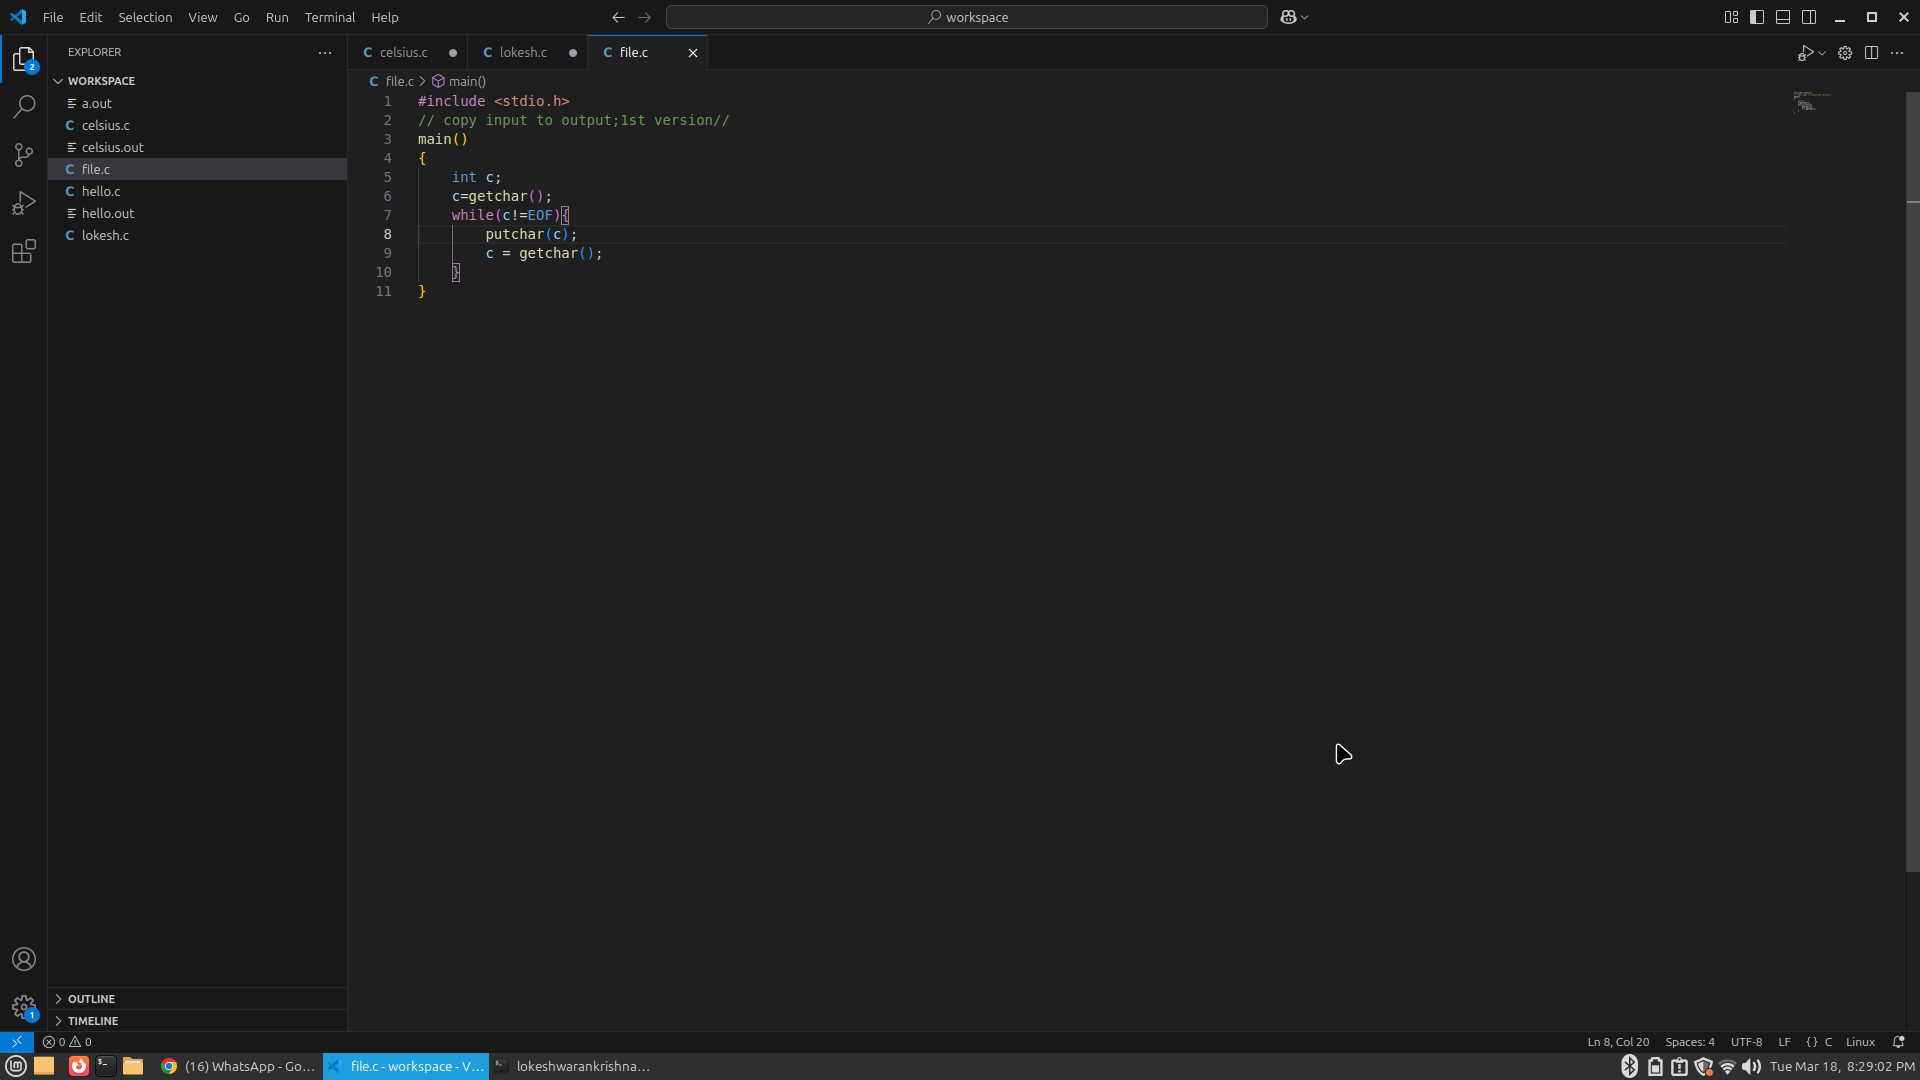 File Edit Selection View Go Run Terminal Help
workspace
EXPLORER
WORKSPACE
a.out
celsius.c
celsius.out
file.c
hello.c
hello.out
lokesh.c
OUTLINE
TIMELINE
2
1
C celsius.c
C lokesh.c
C file.c
C file.c > main()
1 #include <stdio.h>
2 // copy input to output;1st version//
3 main()
4 {
5 int c;
6 c=getchar();
7 while(c!=EOF){
8 putchar(c);
9 c = getchar();
10 }
11 }
0 0
Ln 8, Col 20 Spaces: 4 UTF-8 LF {} C Linux
(16) WhatsApp - Go...
file.c - workspace - V...
lokeshwarankrishna...
Tue Mar 18, 8:29:02 PM